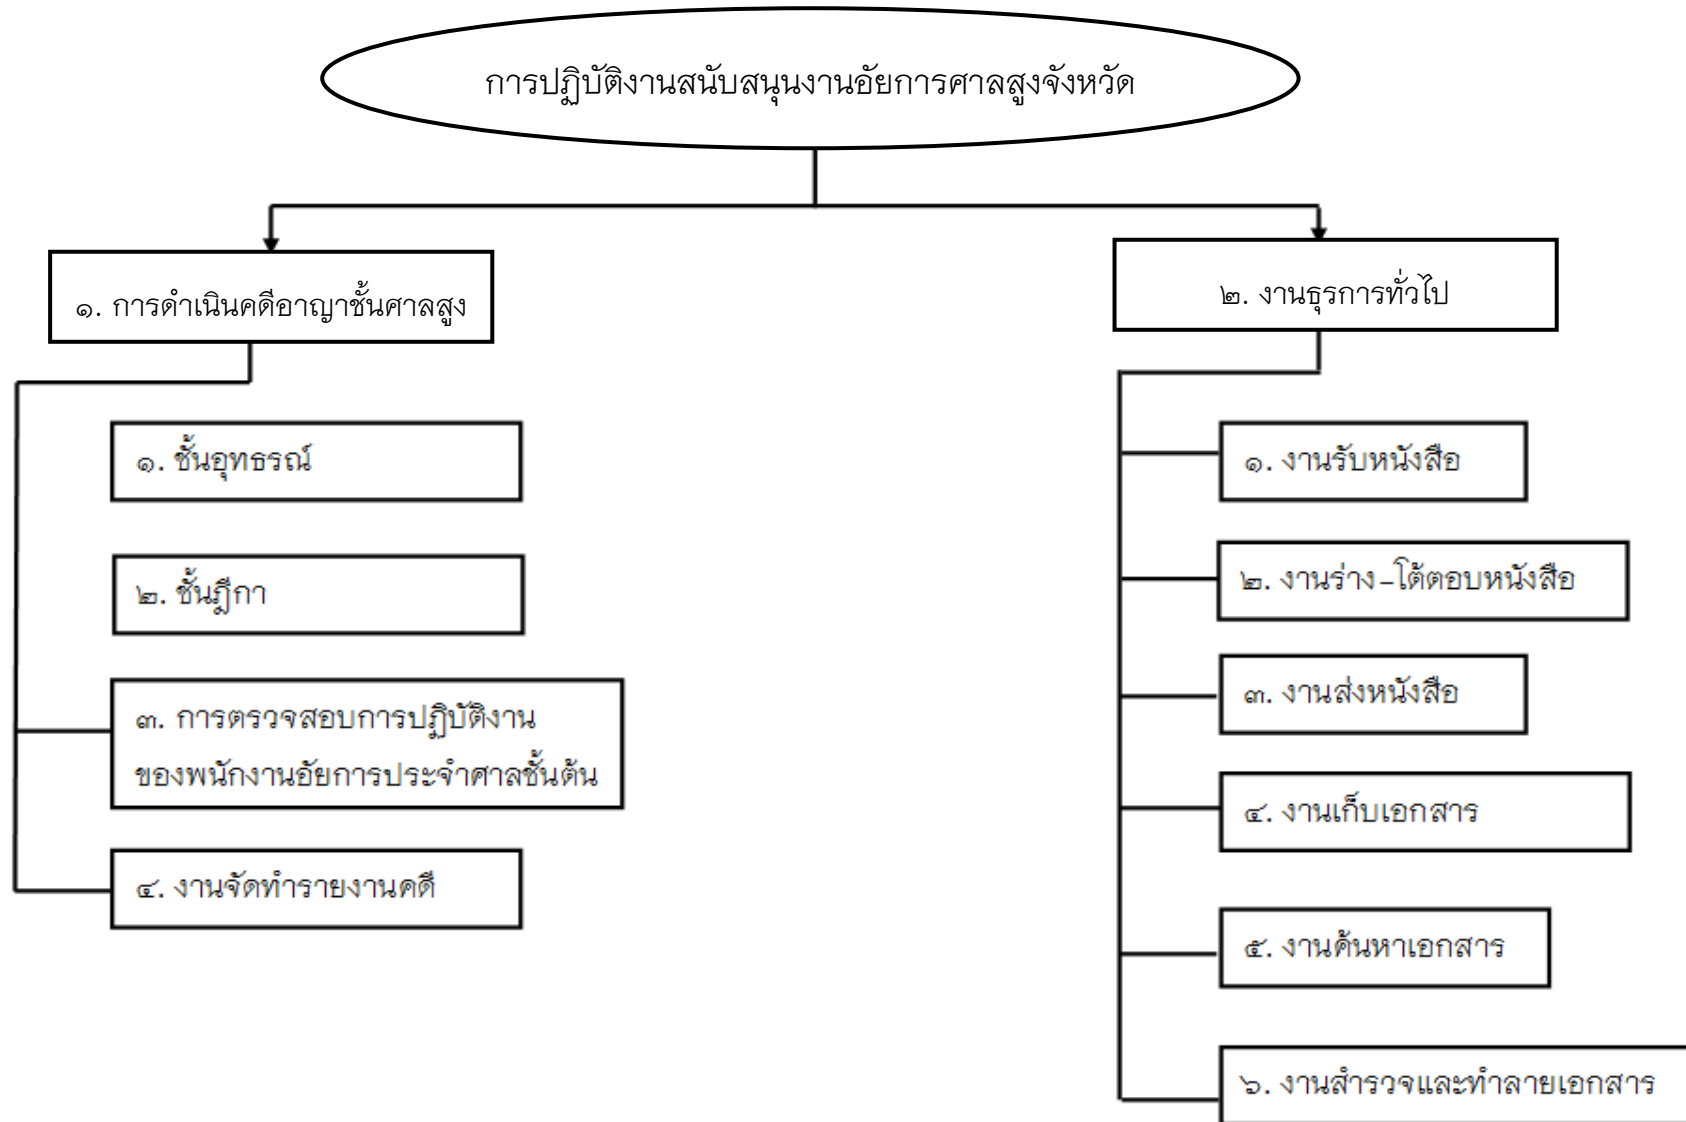 การปฏิบัติงานสนับสนุนงานอัยการศาลสูงจังหวัด
๑. การดำเนินคดีอาญาชั้นศาลสูง
๑. ชั้นอุทธรณ์
๒. ชั้นฎีกา
๓. การตรวจสอบการปฏิบัติงาน
ของพนักงานอัยการประจำศาลชั้นต้น
๔. งานจัดทำรายงานคดี
๒. งานธุรการทั่วไป
๑. งานรับหนังสือ
๒. งานร่าง-โต้ตอบหนังสือ
๓. งานส่งหนังสือ
๔. งานเก็บเอกสาร
๕. งานค้นหาเอกสาร
๖. งานสำรวจและทำลายเอกสาร